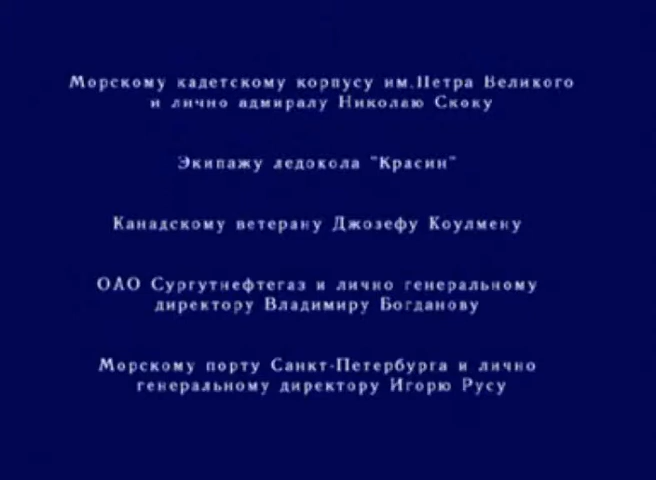 Морскому кадетскому корпусу им.Петра Великого
и лично адмиралу Николаю Скоку
Экипажу ледокола "Красин"
Канадскому ветерану Джозефу Коулмену
ОАО Сургутнефтегаз и лично генеральному
директору Владимиру Богданову
Морскому порту Санкт-Петербурга и лично
генеральному директору Игорю Русу